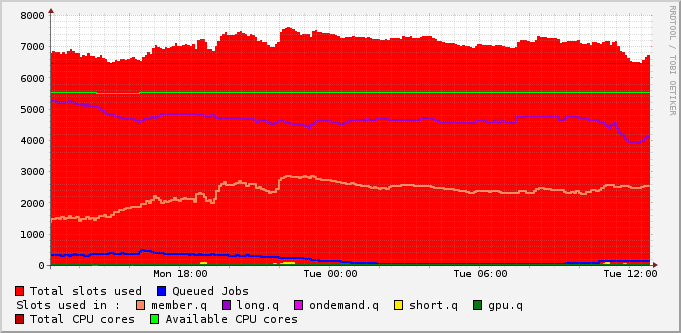 8000
7000
6000
5000
4000
3000
2000
1000
0
Mon 18:00 Tue 00:00 Tue 06:00 Tue 12:00
Total slots used Queued Jobs
Slots used in : member.q long.q ondemand.q short.q gpu.q
Total CPU cores Available CPU cores
RRDTOOL / TOBI OETIKER